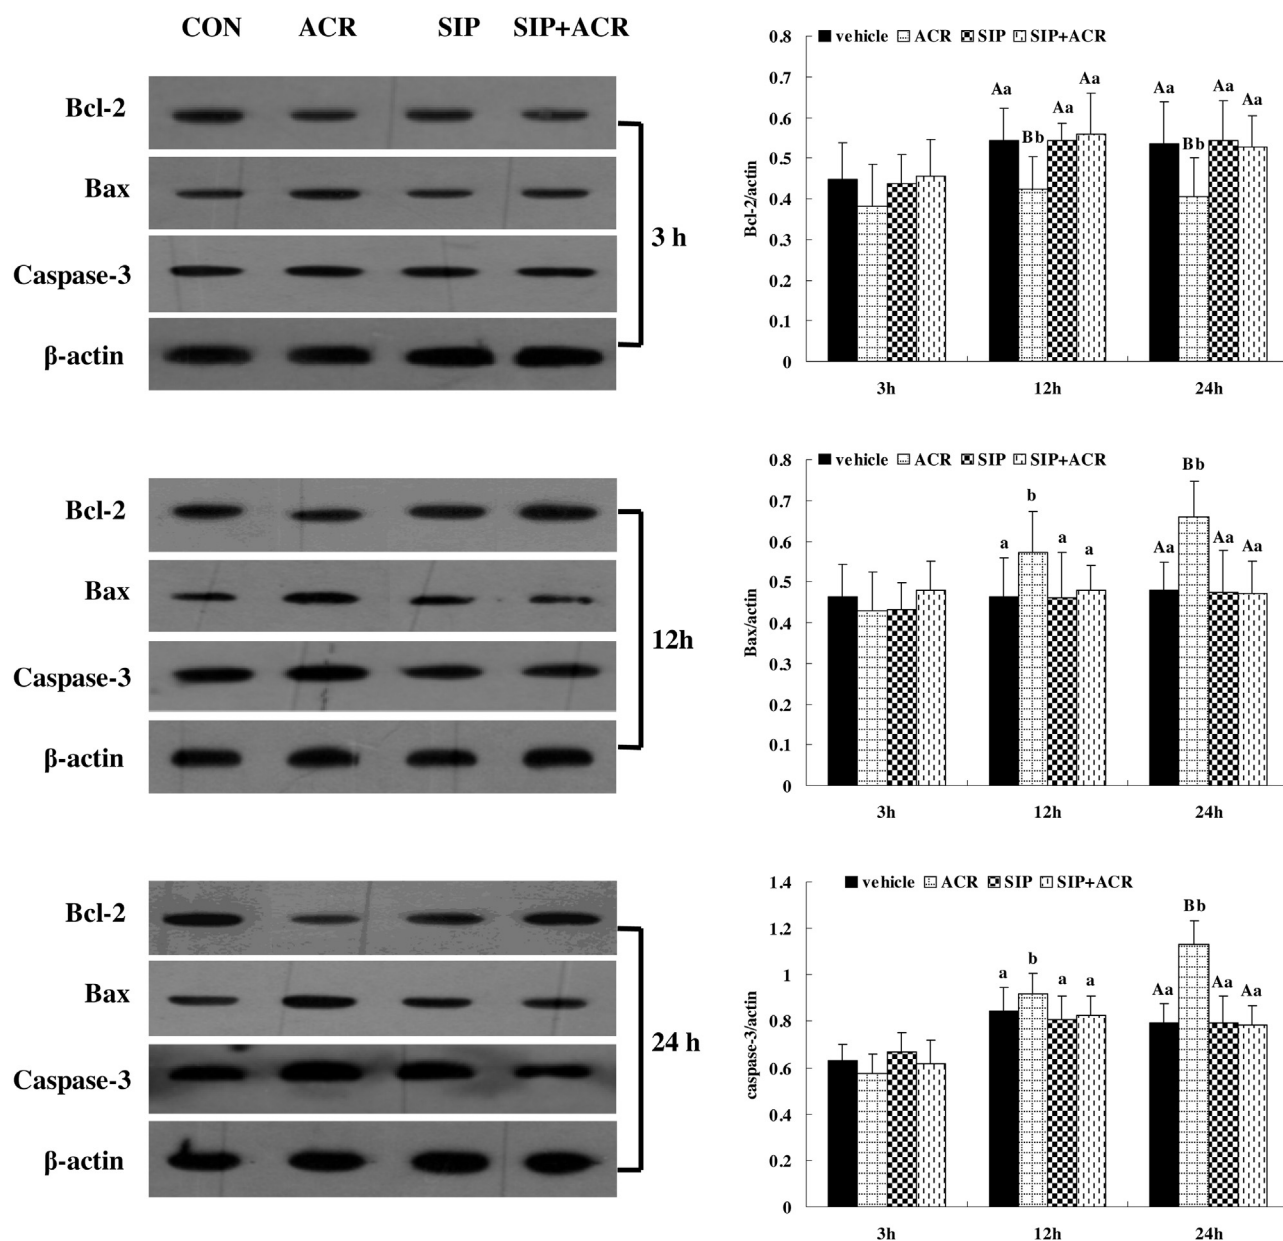 CON ACR SIP SIP+ACR
Bcl-2
Bax
Caspase-3
β-actin
3 h
Bcl-2
Bax
Caspase-3
β-actin
12h
Bcl-2
Bax
Caspase-3
β-actin
24 h
vehicle ACR SIP SIP+ACR
Bcl-2/actin
0.8
0.7
0.6
0.5
0.4
0.3
0.2
0.1
0
Aa Bb Aa Aa
Aa Bb Aa Aa
3h 12h 24h
vehicle ACR SIP SIP+ACR
Bax/actin
0.8
0.7
0.6
0.5
0.4
0.3
0.2
0.1
0
a b a a
Aa Bb Aa Aa
3h 12h 24h
vehicle ACR SIP SIP+ACR
caspase-3/actin
1.4
1.2
1
0.8
0.6
0.4
0.2
0
a b a a
Aa Bb Aa Aa
3h 12h 24h